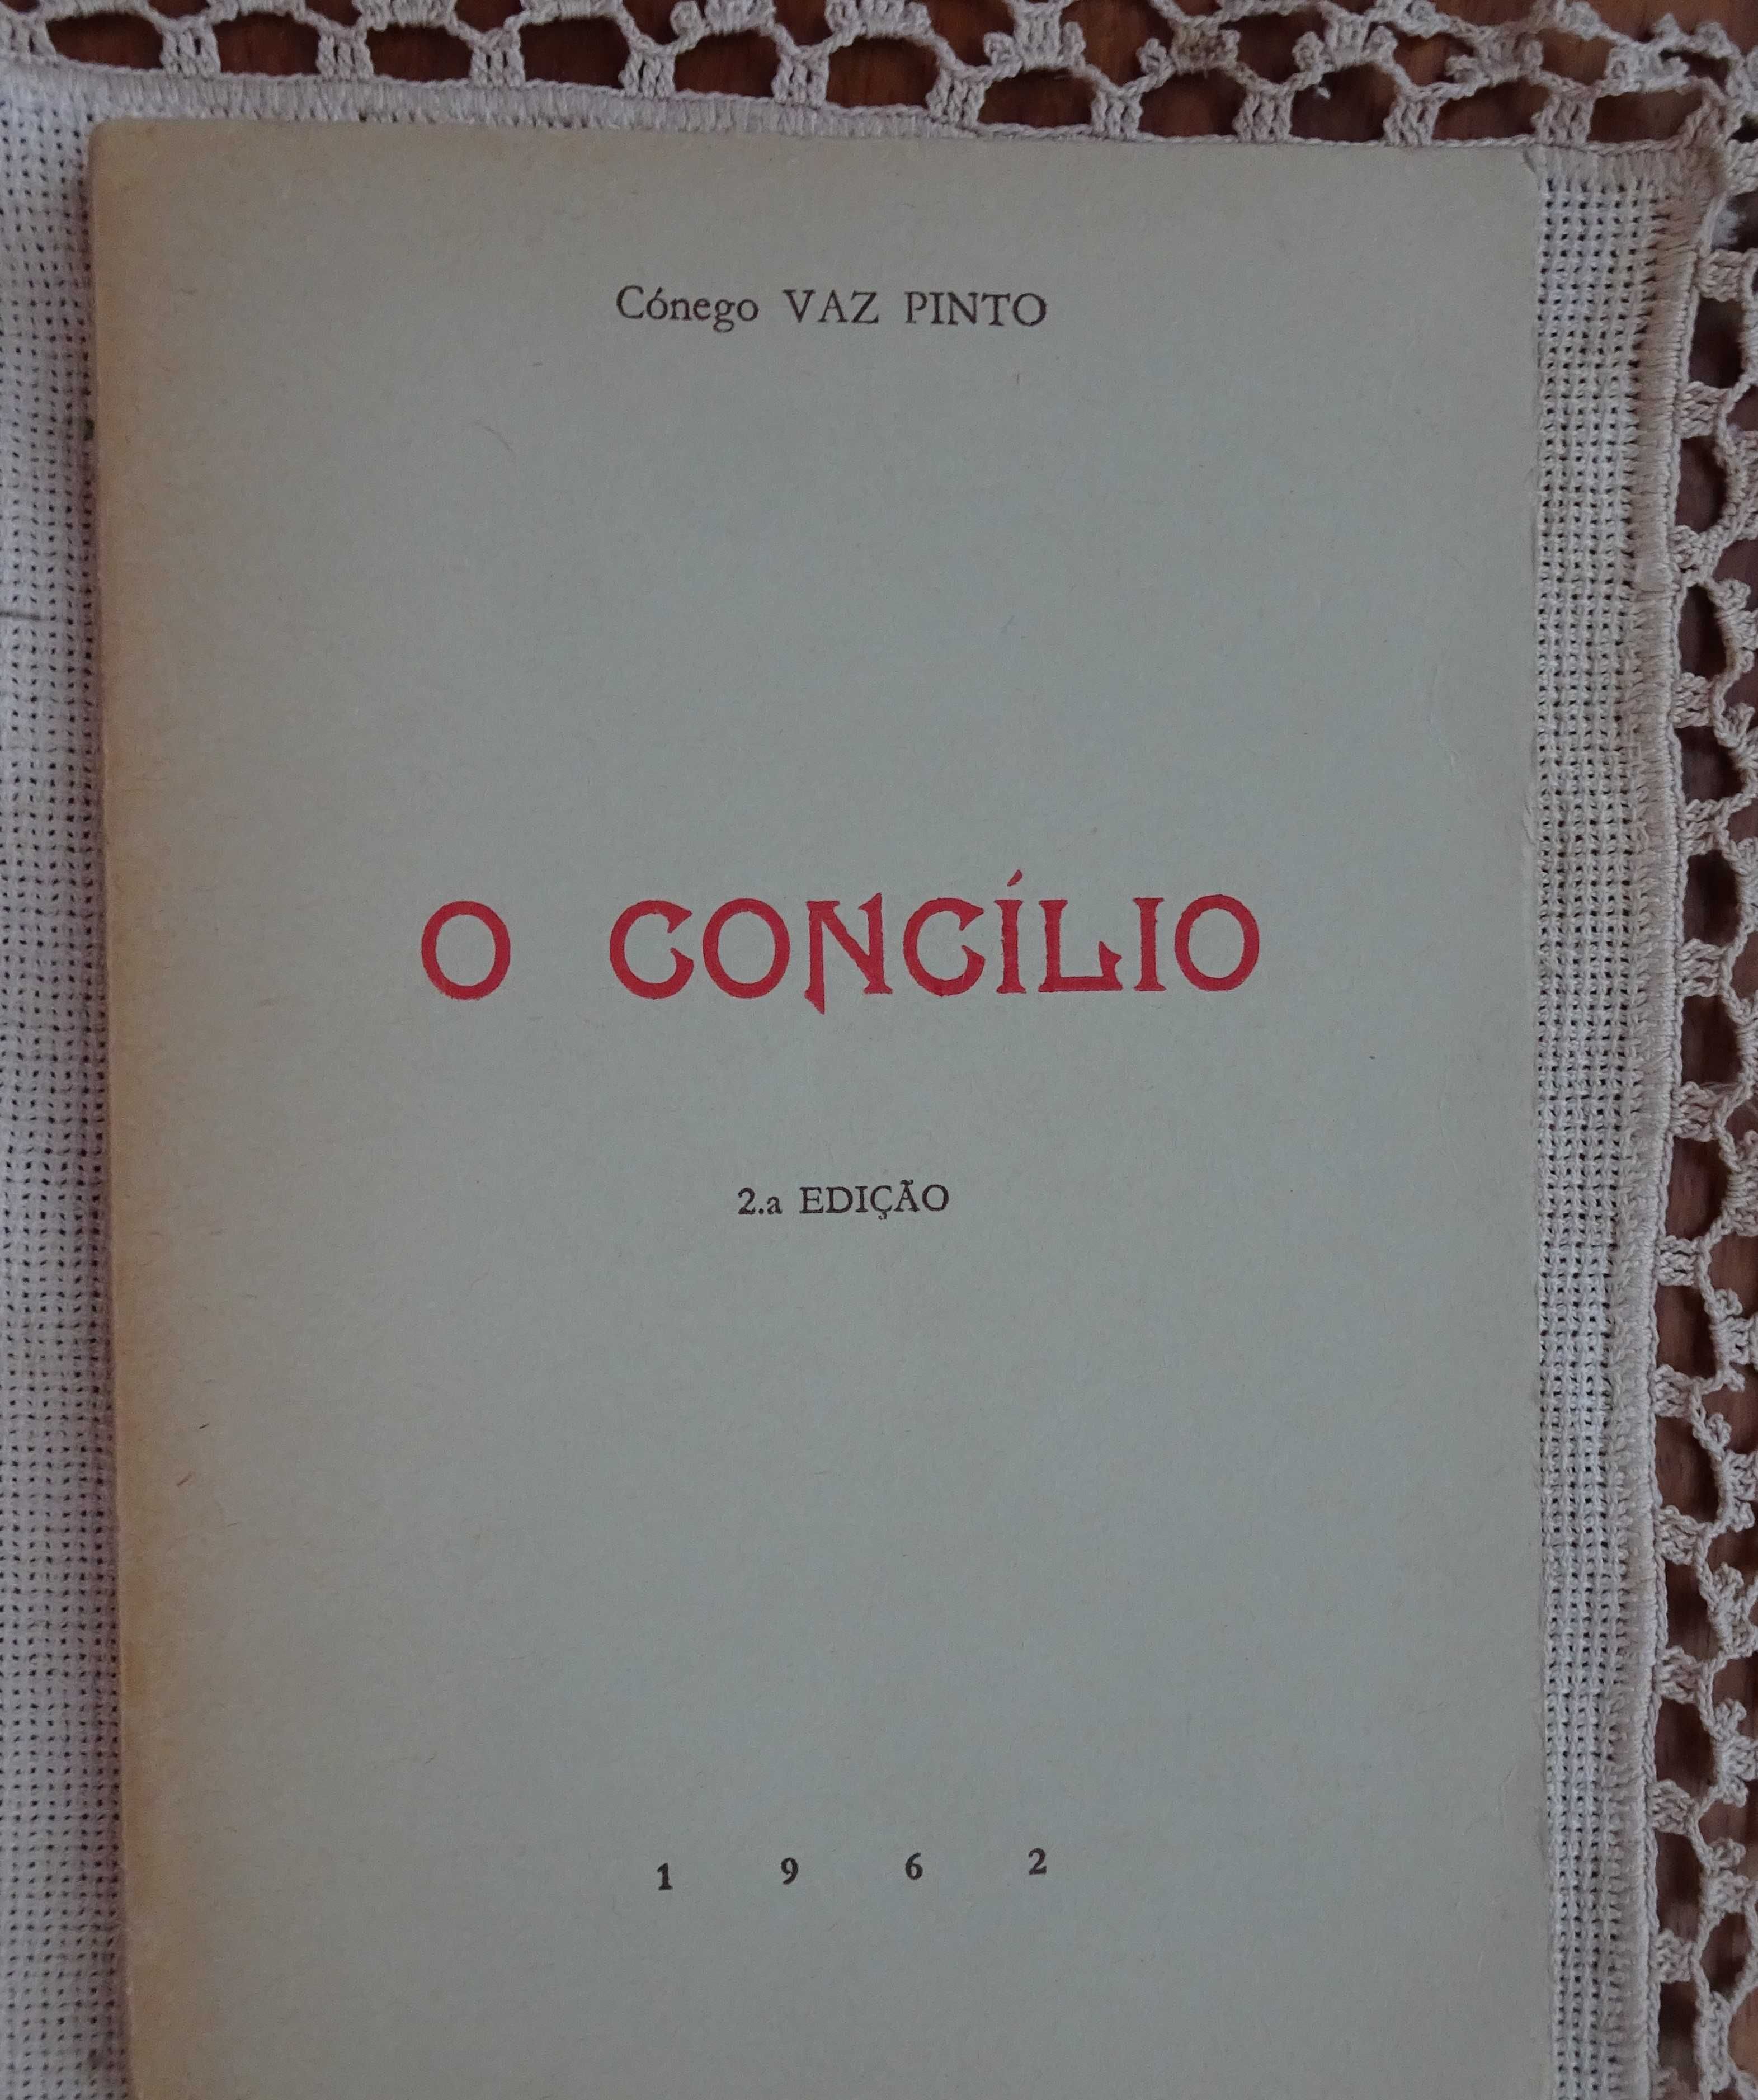 Cónego VAZ PINTO
O CONCÍLIO
2.a EDIÇÃO
1 9 6 2